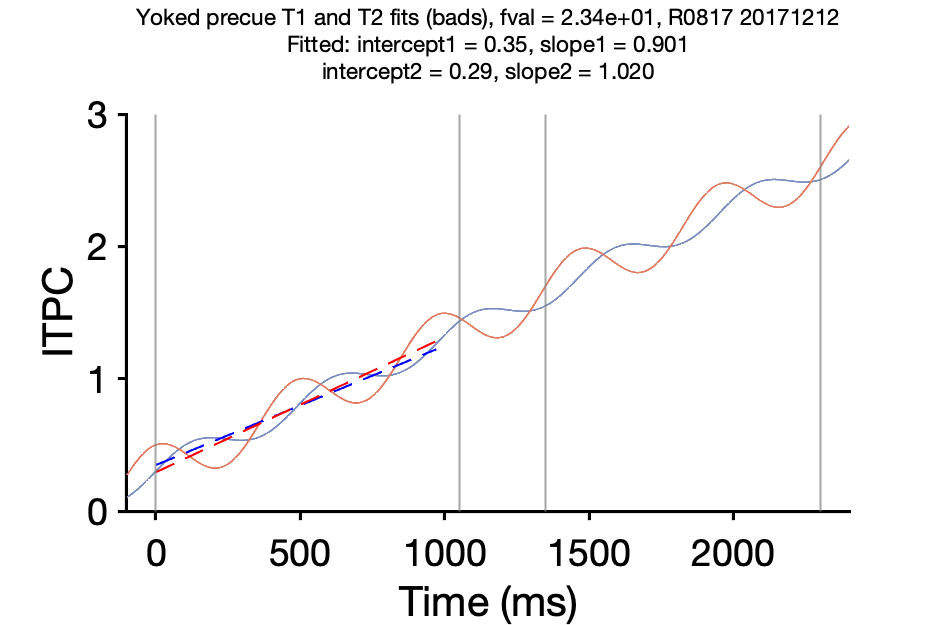 Yoked precue T1 and T2 fits (bads), fval = 2.34e+01, R0817 20171212
Fitted: intercept1 = 0.35, slope1 = 0.901
intercept2 = 0.29, slope2 = 1.020
3
2
1
0
ITPC
0 500 1000 1500 2000
Time (ms)